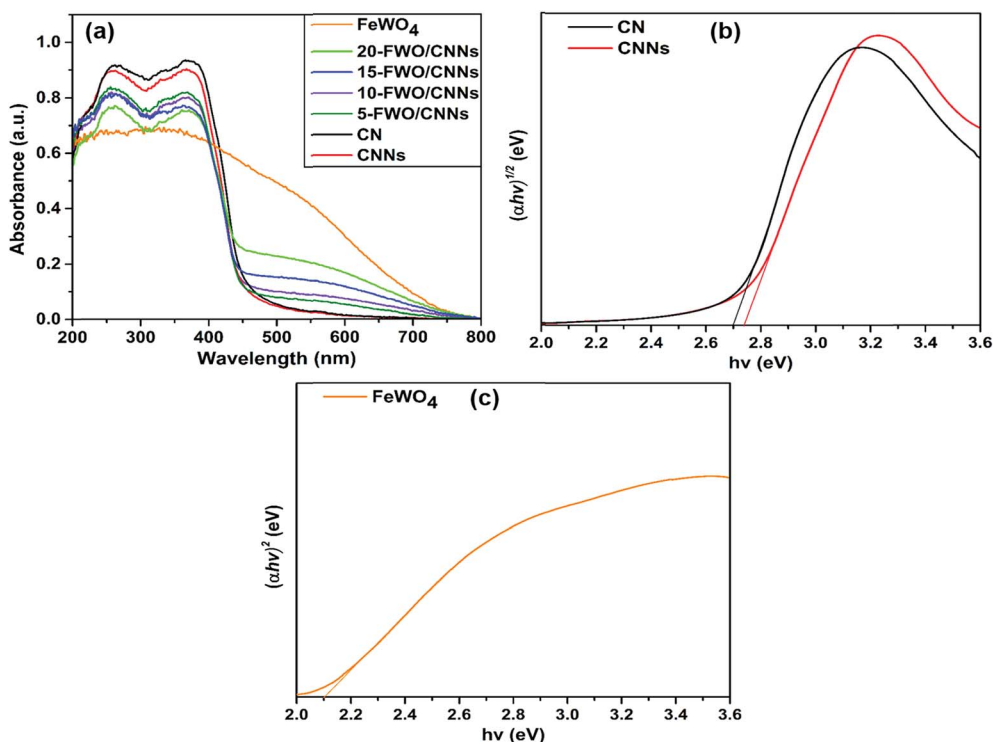 (a)
FeWO4
20-FWO/CNNs
15-FWO/CNNs
10-FWO/CNNs
5-FWO/CNNs
CN
CNNs
Absorbance (a.u.)
1.0
0.8
0.6
0.4
0.2
0.0
200 300 400 500 600 700 800
Wavelength (nm)
(b)
CN
CNNs
(αhv)1/2 (eV)
2.0 2.2 2.4 2.6 2.8 3.0 3.2 3.4 3.6
hv (eV)
FeWO4 (c)
(αhv)2 (eV)
2.0 2.2 2.4 2.6 2.8 3.0 3.2 3.4 3.6
hv (eV)